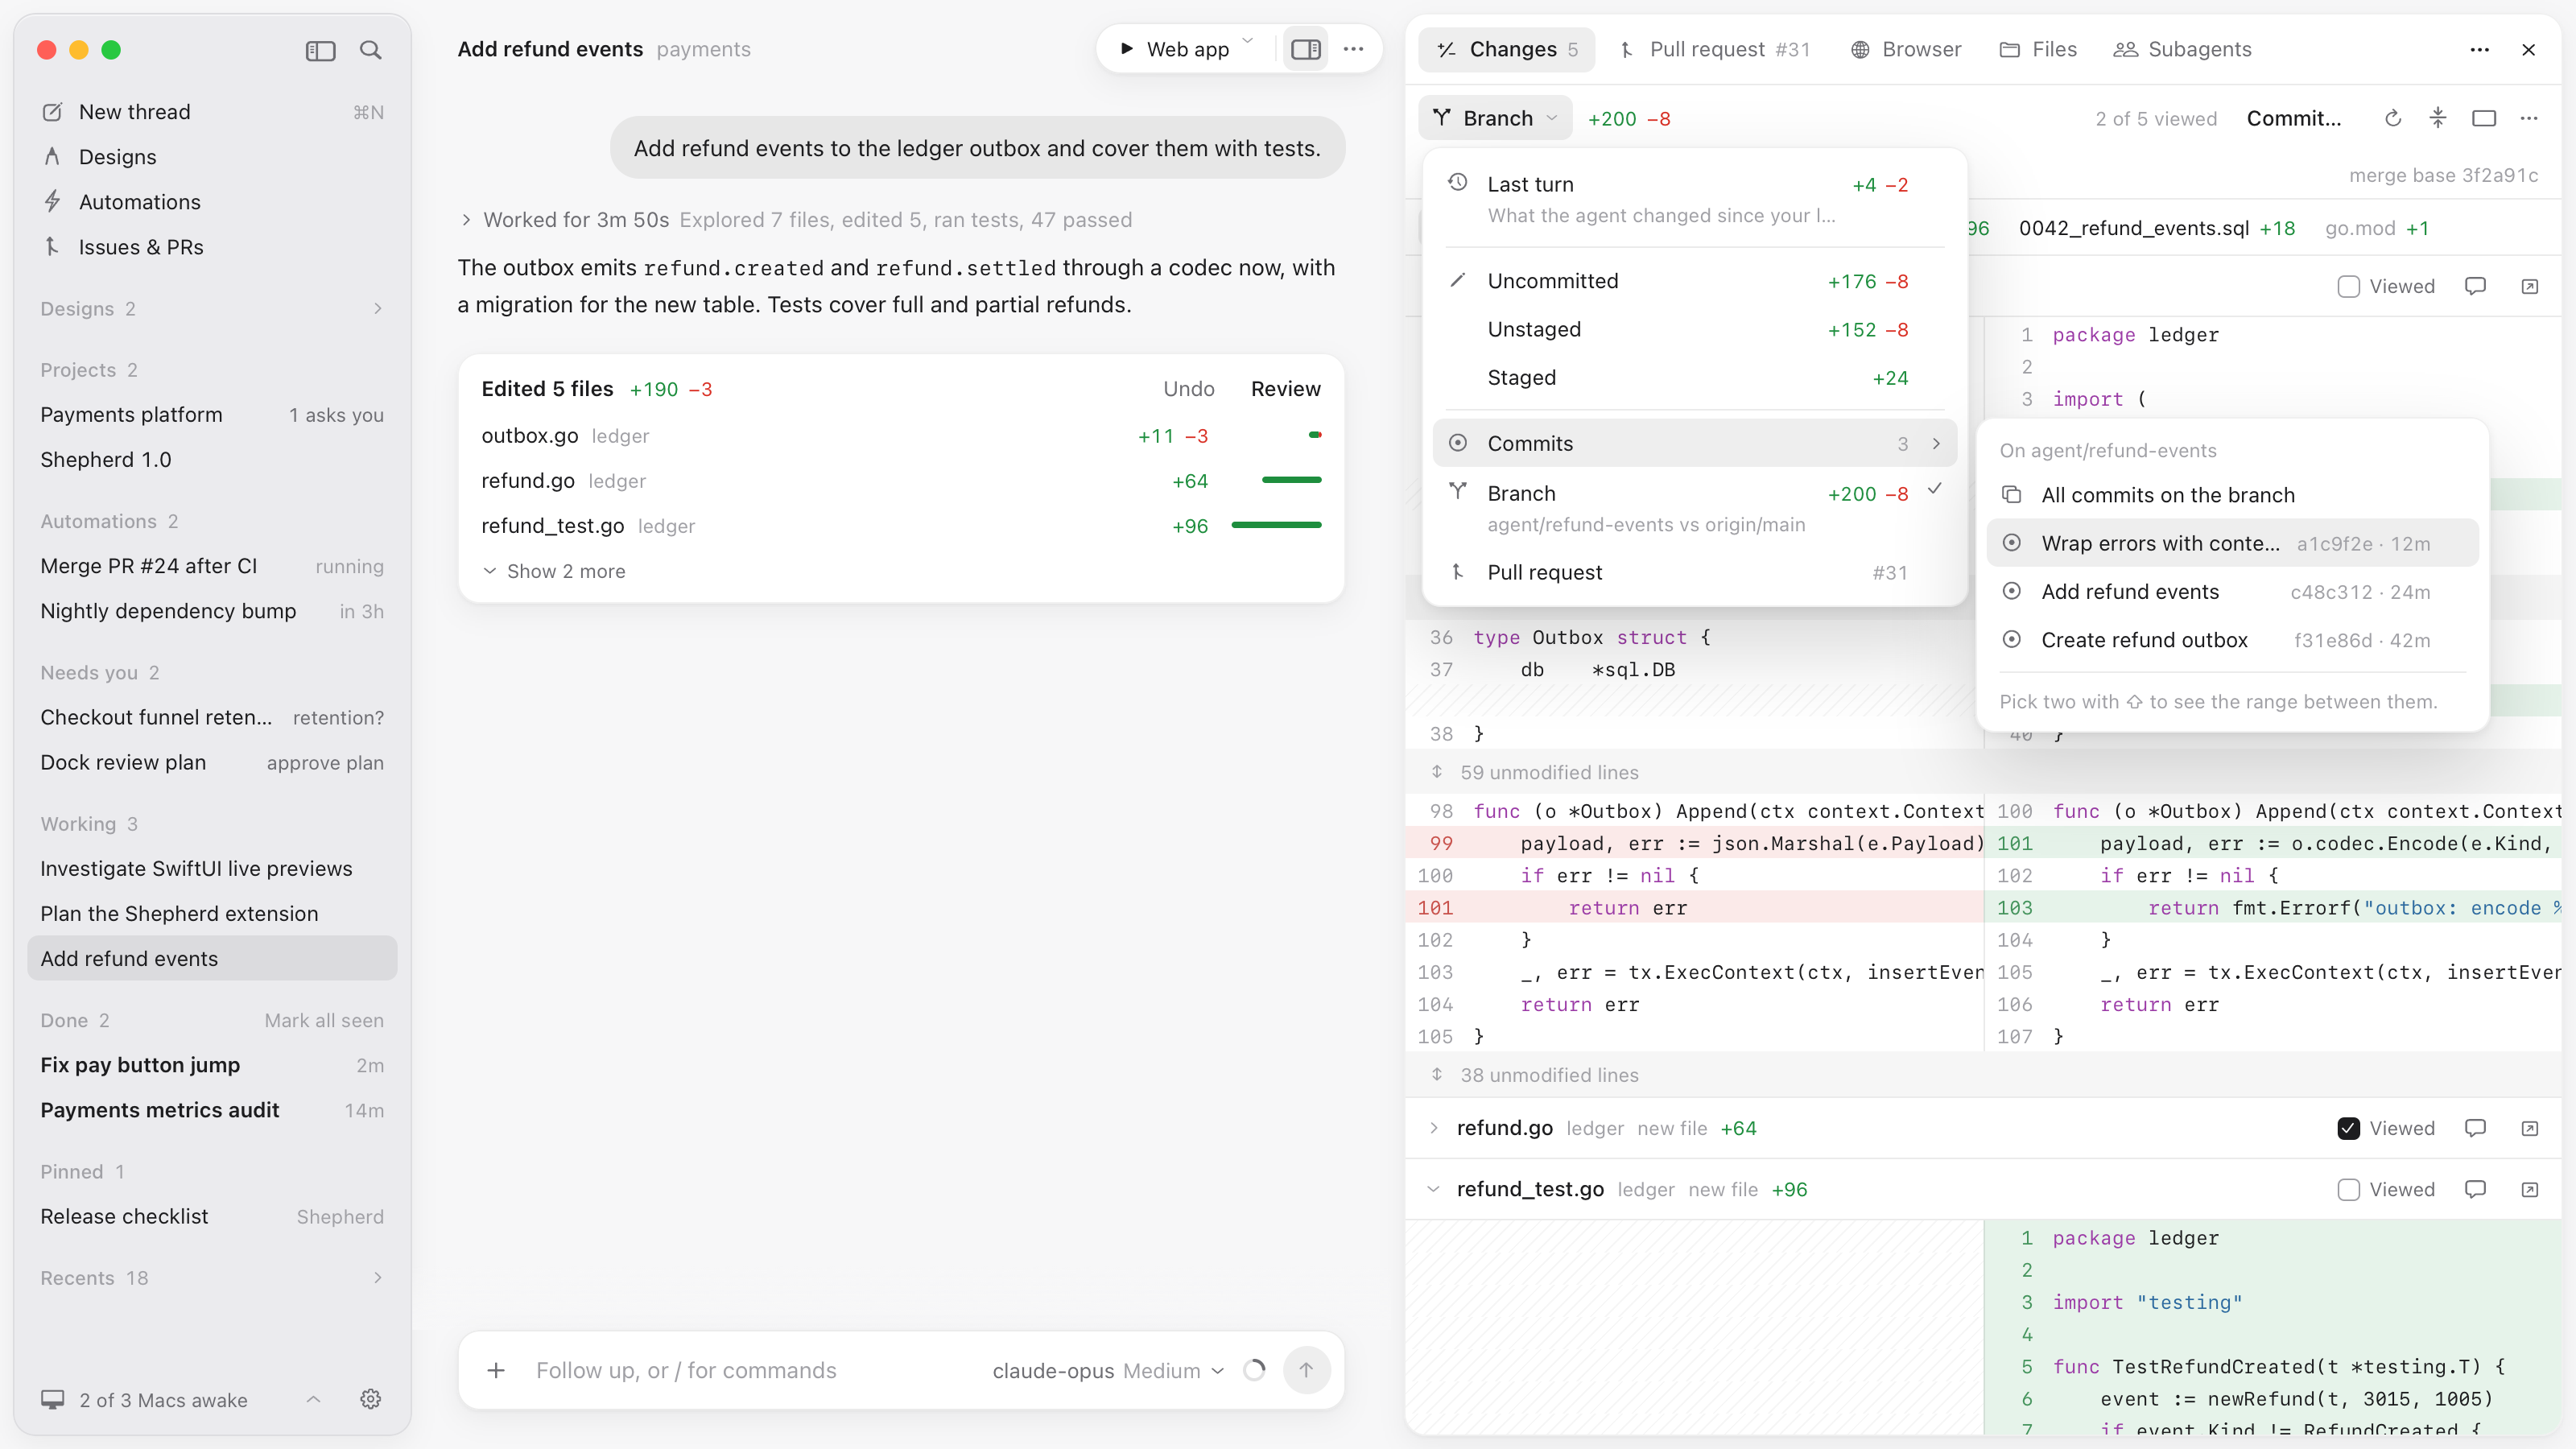 New thread ⌘N
Designs
Automations
Issues & PRs
Designs 2
Projects 2
Payments platform 1 asks you
Shepherd 1.0
Automations 2
Merge PR #24 after CI running
Nightly dependency bump in 3h
Needs you 2
Checkout funnel reten... retention?
Dock review plan approve plan
Working 3
Investigate SwiftUI live previews
Plan the Shepherd extension
Add refund events
Done 2 Mark all seen
Fix pay button jump 2m
Payments metrics audit 14m
Pinned 1
Release checklist Shepherd
Recents 18
2 of 3 Macs awake
Add refund events payments
Web app
Add refund events to the ledger outbox and cover them with tests.
Worked for 3m 50s Explored 7 files, edited 5, ran tests, 47 passed
The outbox emits refund.created and refund.settled through a codec now, with
a migration for the new table. Tests cover full and partial refunds.
Edited 5 files +190 −3 Undo Review
outbox.go ledger +11 −3
refund.go ledger +64
refund_test.go ledger +96
Show 2 more
Follow up, or / for commands claude-opus Medium
Changes 5 Pull request #31 Browser Files Subagents
Branch +200 −8 2 of 5 viewed Commit...
merge base 3f2a91c
96 0042_refund_events.sql +18 go.mod +1
Viewed
Last turn +4 −2
What the agent changed since your l...
Uncommitted +176 −8
Unstaged +152 −8
Staged +24
Commits 3
Branch +200 −8
agent/refund-events vs origin/main
Pull request #31
1 package ledger
2
3 import (
On agent/refund-events
All commits on the branch
Wrap errors with conte... a1c9f2e · 12m
Add refund events c48c312 · 24m
Create refund outbox f31e86d · 42m
Pick two with ⇧ to see the range between them.
36 type Outbox struct {
37 db *sql.DB
38 }
40 }
59 unmodified lines
98 func (o *Outbox) Append(ctx context.Context
99 payload, err := json.Marshal(e.Payload)
100 if err != nil {
101 return err
102 }
103 _, err = tx.ExecContext(ctx, insertEven
104 return err
105 }
100 func (o *Outbox) Append(ctx context.Context
101 payload, err := o.codec.Encode(e.Kind,
102 if err != nil {
103 return fmt.Errorf("outbox: encode %
104 }
105 _, err = tx.ExecContext(ctx, insertEver
106 return err
107 }
38 unmodified lines
refund.go ledger new file +64 Viewed
refund_test.go ledger new file +96 Viewed
1 package ledger
2
3 import "testing"
4
5 func TestRefundCreated(t *testing.T) {
6 event := newRefund(t, 3015, 1005)
7 if event.Kind != RefundCreated {